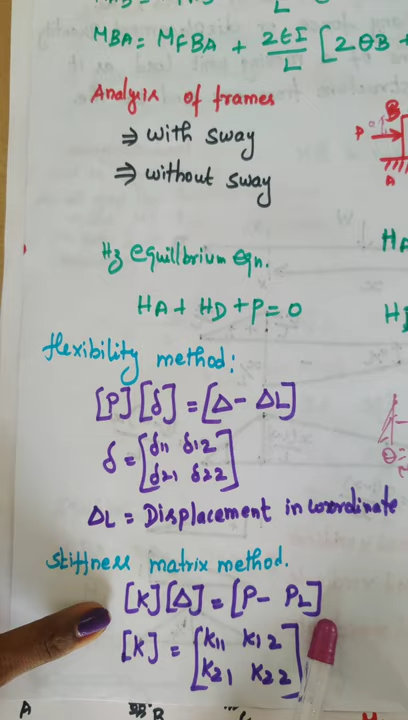 MBA = MFBA + 2EI/L [2θB +
Analysis of frames
⇒ with sway
⇒ without sway
P
B
A
Hz equilibrium eqn.
HA + HD + P = 0
flexibility method:
[P][δ] = [Δ - ΔL]
δ = [δ11 δ12
δ21 δ22]
ΔL = Displacement in coordinate
stiffness matrix method.
[K][Δ] = [P - PL]
[K] = [K11 K12
K21 K22]
A B